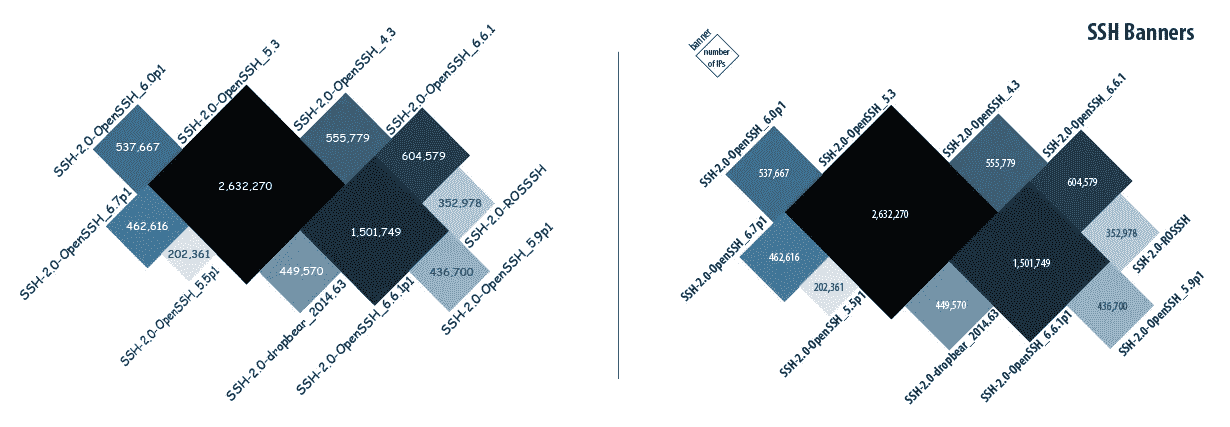 SSH-2.0-OpenSSH_6.0p1
537,667
SSH-2.0-OpenSSH_5.3
2,632,270
SSH-2.0-OpenSSH_4.3
555,779
SSH-2.0-OpenSSH_6.6.1
604,579
SSH-2.0-OpenSSH_6.7p1
462,616
202,361
SSH-2.0-OpenSSH_5.5p1
449,570
SSH-2.0-dropbear_2014.63
1,501,749
SSH-2.0-OpenSSH_6.6.1p1
352,978
SSH-2.0-ROSSSH
436,700
SSH-2.0-OpenSSH_5.9p1
SSH Banners
banner
number
of IPs
SSH-2.0-OpenSSH_6.0p1
537,667
SSH-2.0-OpenSSH_5.3
2,632,270
SSH-2.0-OpenSSH_4.3
555,779
SSH-2.0-OpenSSH_6.6.1
604,579
SSH-2.0-OpenSSH_6.7p1
462,616
202,361
SSH-2.0-OpenSSH_5.5p1
449,570
SSH-2.0-dropbear_2014.63
1,501,749
SSH-2.0-OpenSSH_6.6.1p1
352,978
SSH-2.0-ROSSSH
436,700
SSH-2.0-OpenSSH_5.9p1